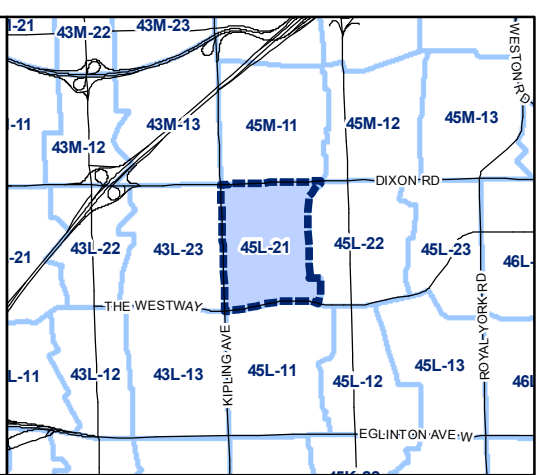 -21
43M-22
43M-23
WESTON RD
-11
43M-12
43M-13
45M-11
45M-12
45M-13
DIXON RD
-21
43L-22
43L-23
45L-21
45L-22
45L-23
46L-
THE WESTWAY
KIPLING AVE
ROYAL YORK RD
L-11
43L-12
43L-13
45L-11
45L-12
45L-13
46L
EGLINTON AVE W